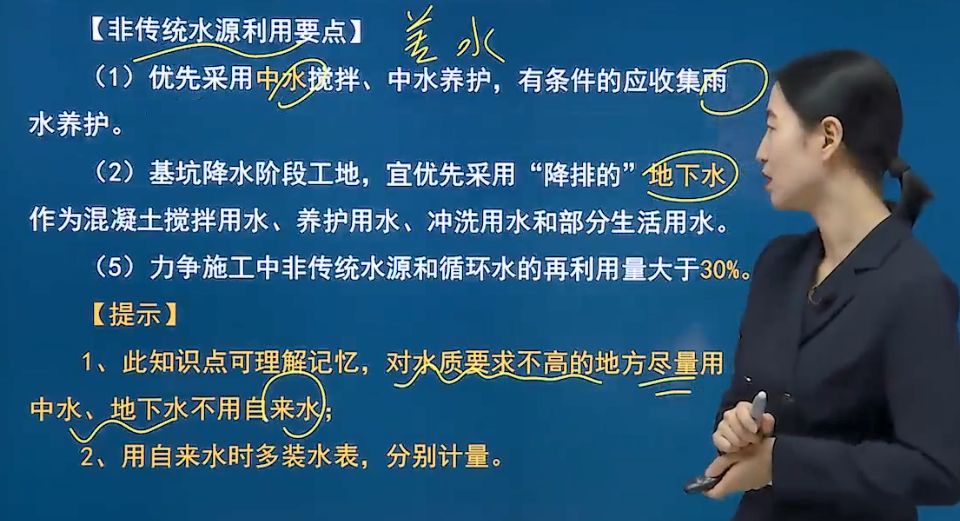 【非传统水源利用要点】
差水
（1）优先采用中水搅拌、中水养护，有条件的应收集雨
水养护。
（2）基坑降水阶段工地，宜优先采用“降排的”地下水
作为混凝土搅拌用水、养护用水、冲洗用水和部分生活用水。
（5）力争施工中非传统水源和循环水的再利用量大于30%。
【提示】
1、此知识点可理解记忆，对水质要求不高的地方尽量用
中水、地下水不用自来水；
2、用自来水时多装水表，分别计量。